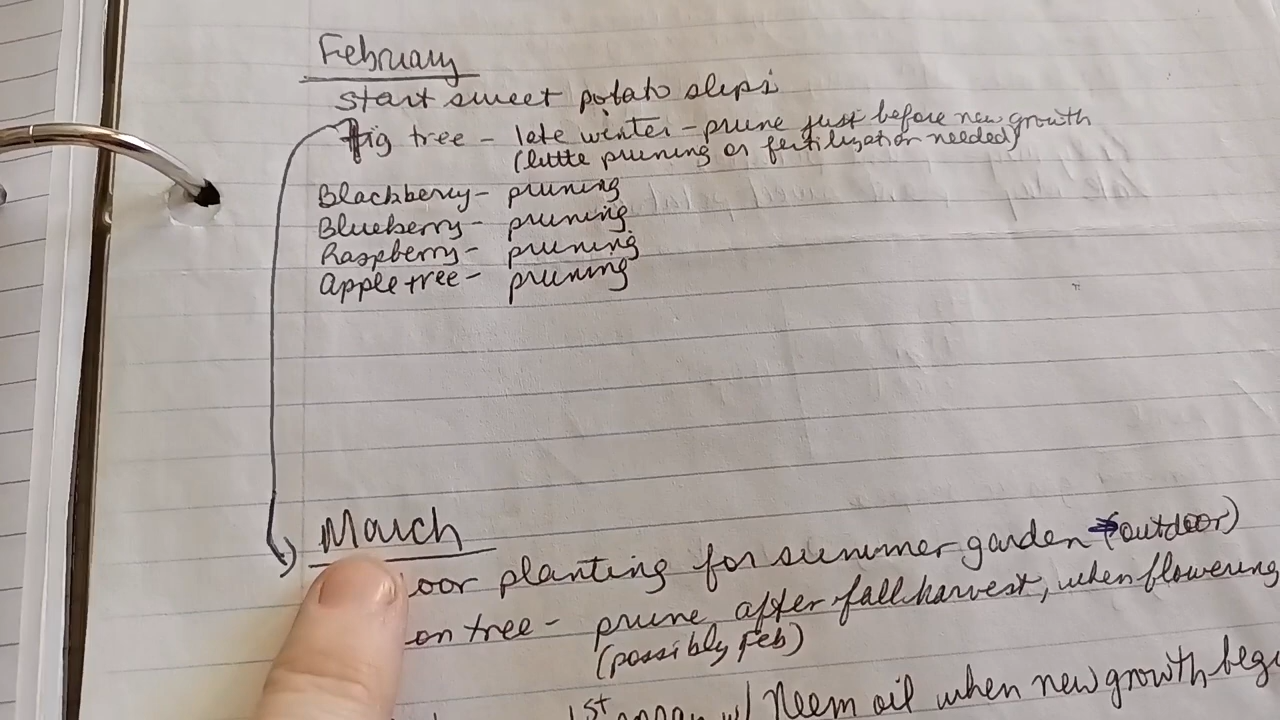 February
start sweet potato slips
fig tree - late winter - prune just before new growth
(little pruning or fertilization needed)
Blackberry - pruning
Blueberry - pruning
Raspberry - pruning
Apple tree - pruning
March
oor planting for summer garden (outdoor)
on tree - prune after fall harvest, when flowering
(possibly Feb)
1st spray w/ Neem oil when new growth begi